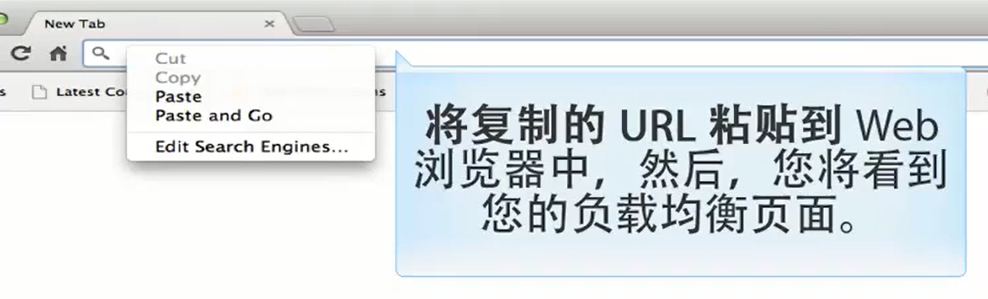 New Tab
Cut
Copy
Paste
Paste and Go
Edit Search Engines...
Latest
将复制的 URL 粘贴到 Web
浏览器中，然后，您将看到
您的负载均衡页面。